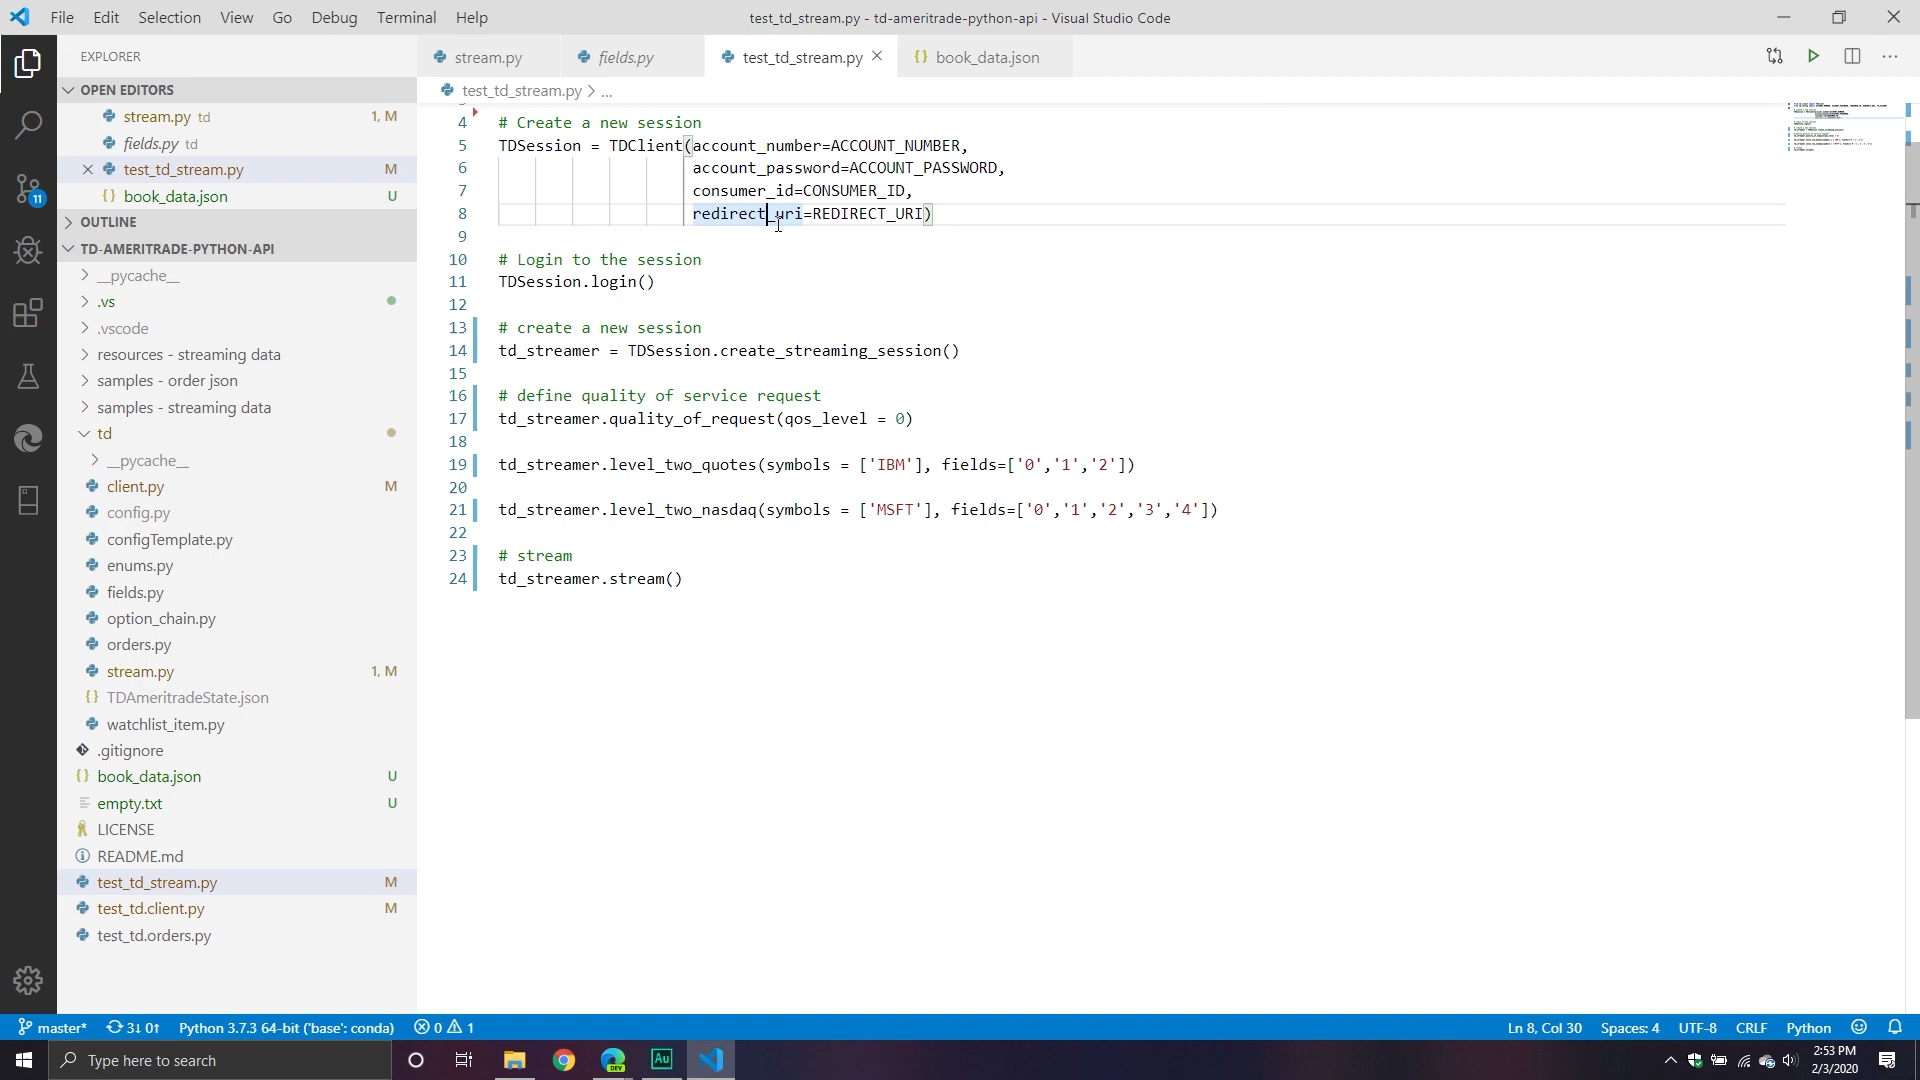 File Edit Selection View Go Debug Terminal Help
test_td_stream.py - td-ameritrade-python-api - Visual Studio Code
EXPLORER
OPEN EDITORS
stream.py td 1, M
fields.py td
test_td_stream.py M
book_data.json U
OUTLINE
TD-AMERITRADE-PYTHON-API
__pycache__
.vs
.vscode
resources - streaming data
samples - order json
samples - streaming data
td
__pycache__
client.py M
config.py
configTemplate.py
enums.py
fields.py
option_chain.py
orders.py
stream.py 1, M
TDAmeritradeState.json
watchlist_item.py
.gitignore
book_data.json U
empty.txt U
LICENSE
README.md
test_td_stream.py M
test_td.client.py M
test_td.orders.py
11
stream.py fields.py test_td_stream.py book_data.json
test_td_stream.py > ...
4 # Create a new session
5 TDSession = TDClient(account_number=ACCOUNT_NUMBER,
6 account_password=ACCOUNT_PASSWORD,
7 consumer_id=CONSUMER_ID,
8 redirect_uri=REDIRECT_URI)
9
10 # Login to the session
11 TDSession.login()
12
13 # create a new session
14 td_streamer = TDSession.create_streaming_session()
15
16 # define quality of service request
17 td_streamer.quality_of_request(qos_level = 0)
18
19 td_streamer.level_two_quotes(symbols = ['IBM'], fields=['0','1','2'])
20
21 td_streamer.level_two_nasdaq(symbols = ['MSFT'], fields=['0','1','2','3','4'])
22
23 # stream
24 td_streamer.stream()
master* 3↓ 0↑ Python 3.7.3 64-bit ('base': conda) 0 1
Ln 8, Col 30 Spaces: 4 UTF-8 CRLF Python
Type here to search
DEV
Au
2:53 PM
2/3/2020